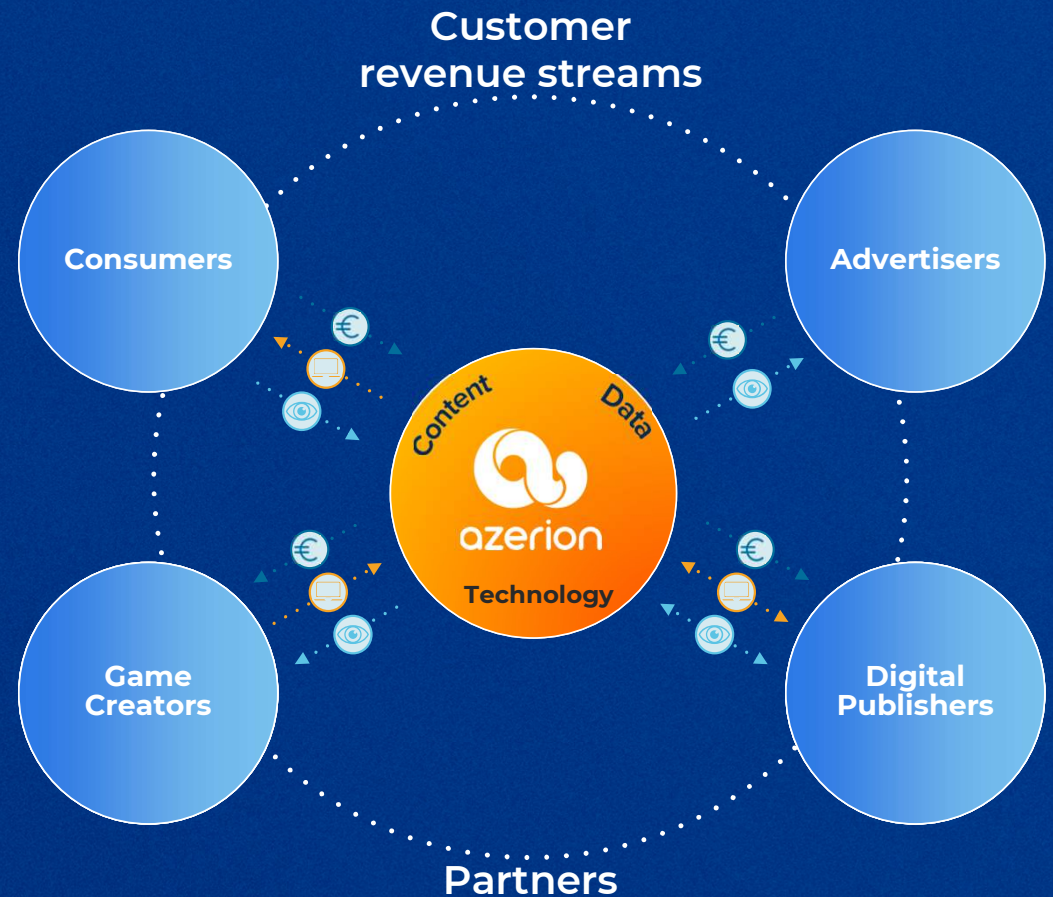 Customer
revenue streams
Consumers
Advertisers
€
€
Content
Data
azerion
Technology
€
€
Game
Creators
Digital
Publishers
Partners